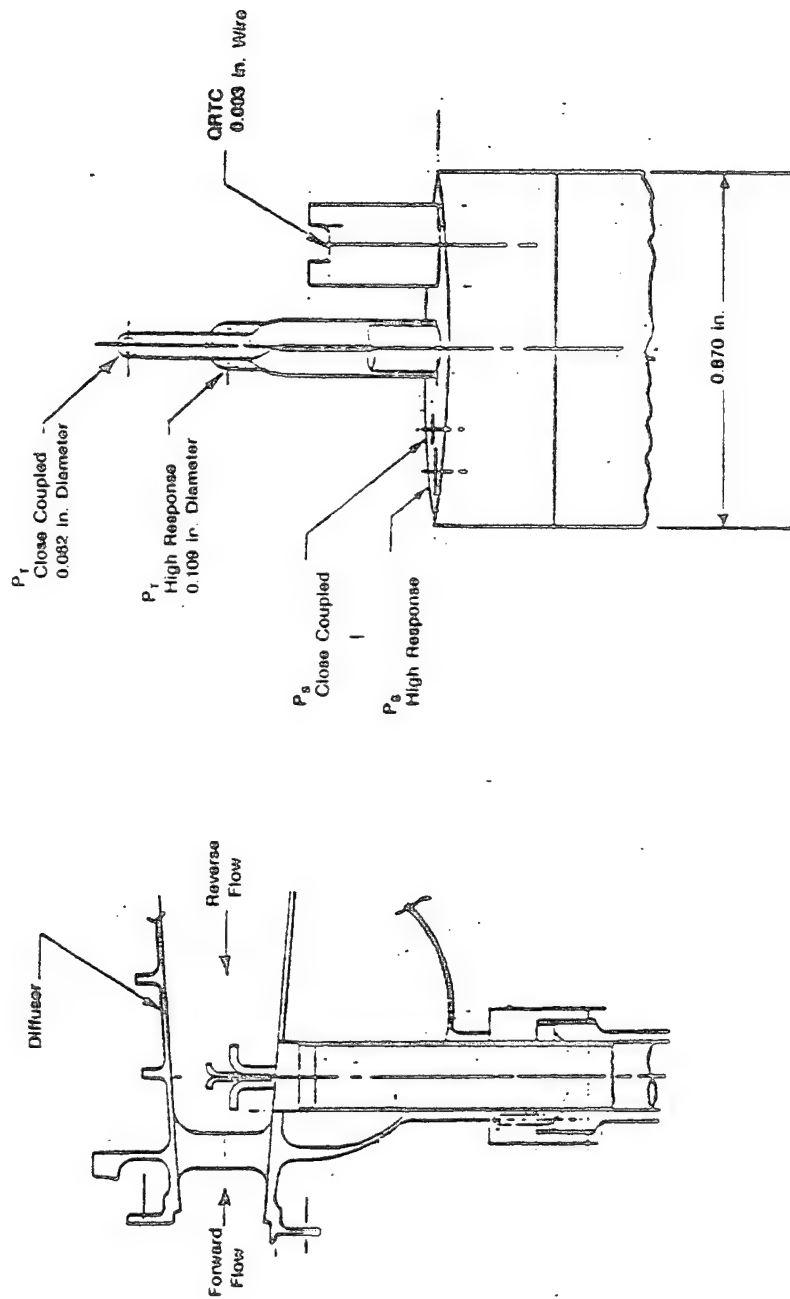 P_T
Close Coupled
0.082 In. Diameter
P_T
High Response
0.109 In. Diameter
P_S
Close Coupled
P_S
High Response
QRTC
0.003 In. Wire
0.870 In.
Diffuser
Forward
Flow
Reverse
Flow